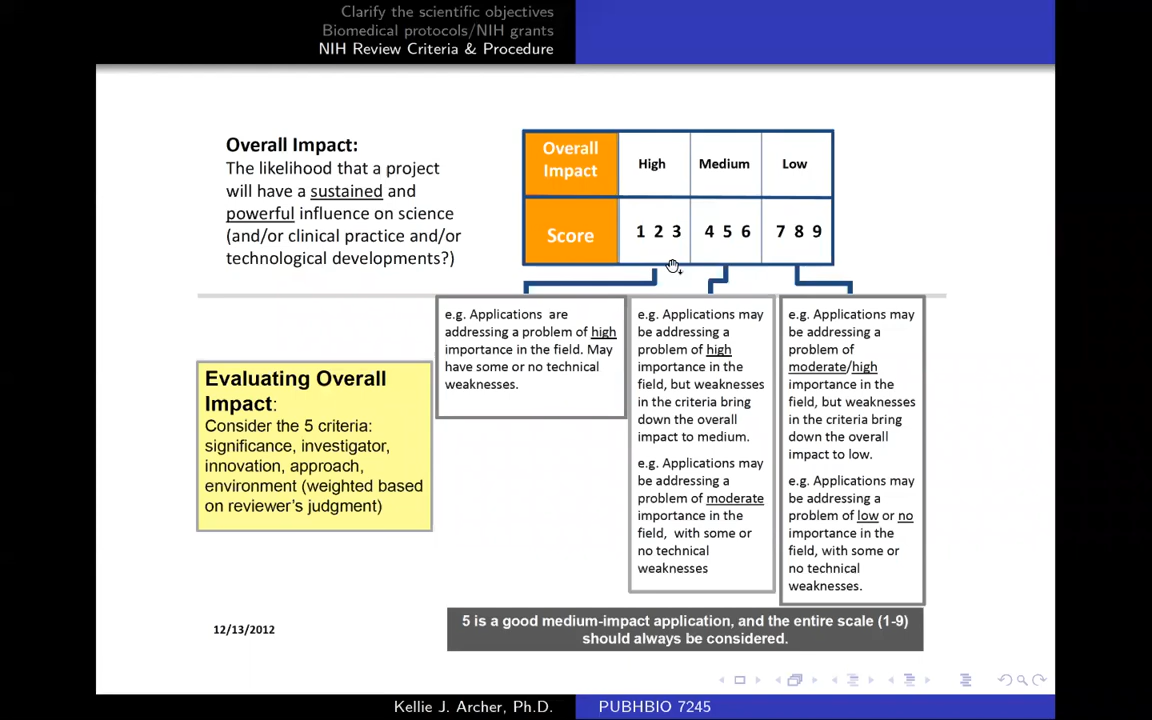 Clarify the scientific objectives
Biomedical protocols/NIH grants
NIH Review Criteria & Procedure
Overall Impact:
The likelihood that a project
will have a sustained and
powerful influence on science
(and/or clinical practice and/or
technological developments?)
Overall
Impact
High
Medium
Low
Score
1 2 3
4 5 6
7 8 9
Evaluating Overall
Impact:
Consider the 5 criteria:
significance, investigator,
innovation, approach,
environment (weighted based
on reviewer's judgment)
e.g. Applications are
addressing a problem of high
importance in the field. May
have some or no technical
weaknesses.
e.g. Applications may
be addressing a
problem of high
importance in the
field, but weaknesses
in the criteria bring
down the overall
impact to medium.
e.g. Applications may
be addressing a
problem of moderate
importance in the
field, with some or
no technical
weaknesses
e.g. Applications may
be addressing a
problem of
moderate/high
importance in the
field, but weaknesses
in the criteria bring
down the overall
impact to low.
e.g. Applications may
be addressing a
problem of low or no
importance in the
field, with some or
no technical
weaknesses.
12/13/2012
5 is a good medium-impact application, and the entire scale (1-9)
should always be considered.
Kellie J. Archer, Ph.D.
PUBHBIO 7245